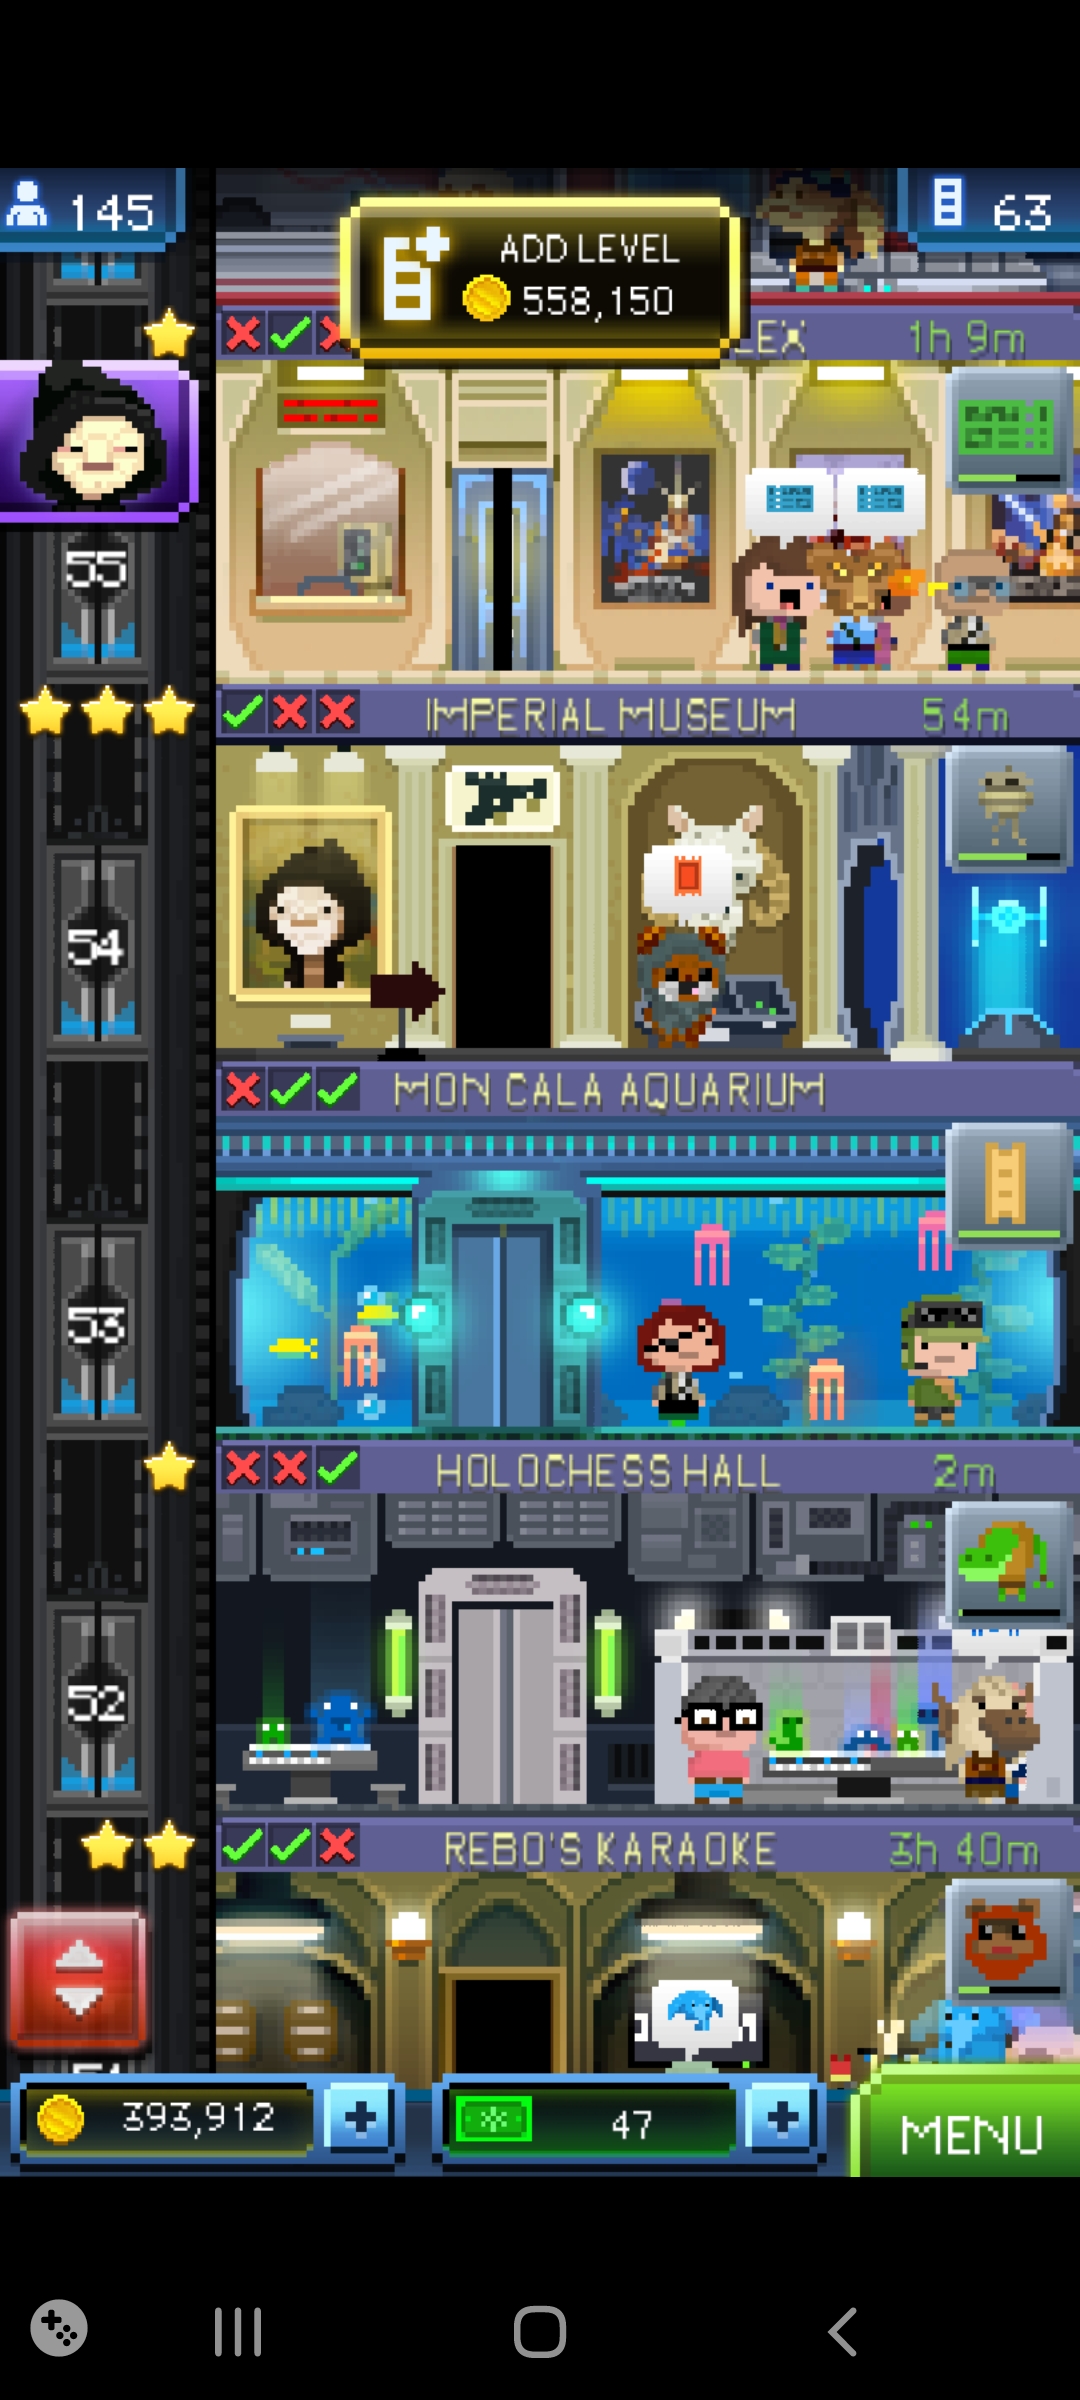 145
63
ADD LEVEL
558,150
LEX 1h 9m
55
IMPERIAL MUSEUM 54m
54
MON CALA AQUARIUM
53
HOLOCHESS HALL 2m
52
REBO'S KARAOKE 3h 40m
393,912
47
MENU